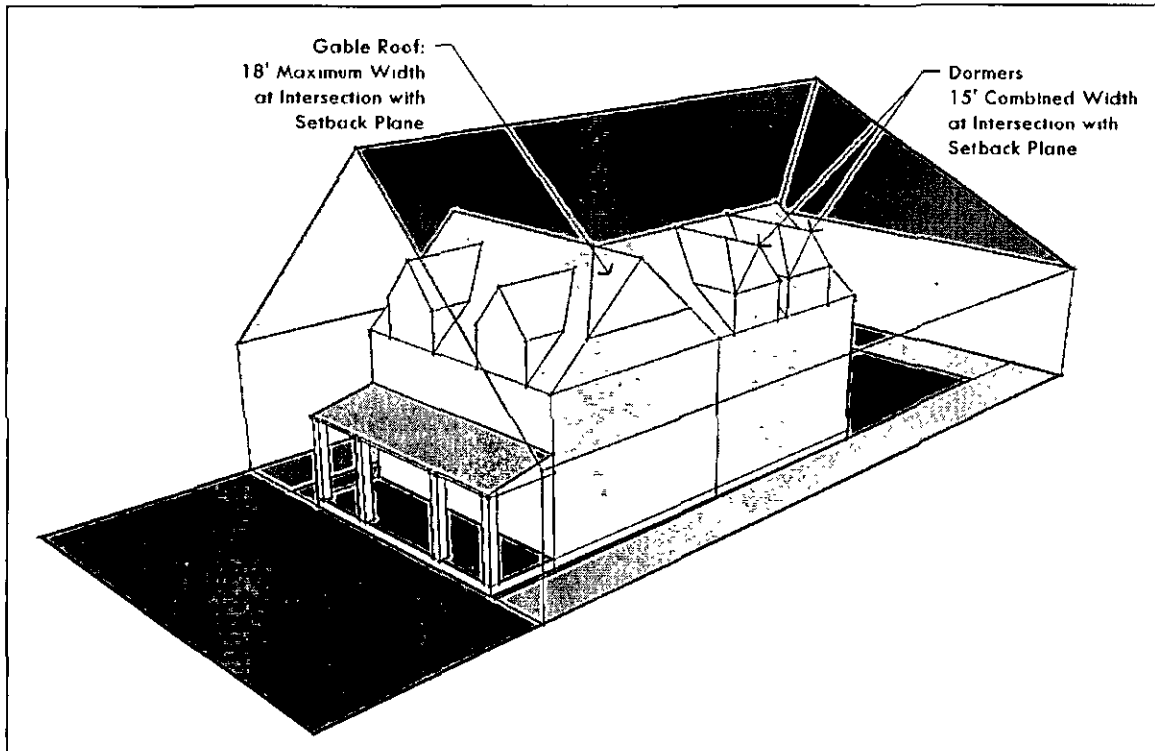 Gable Roof:
18' Maximum Width
at Intersection with
Setback Plane
Dormers
15' Combined Width
at Intersection with
Setback Plane